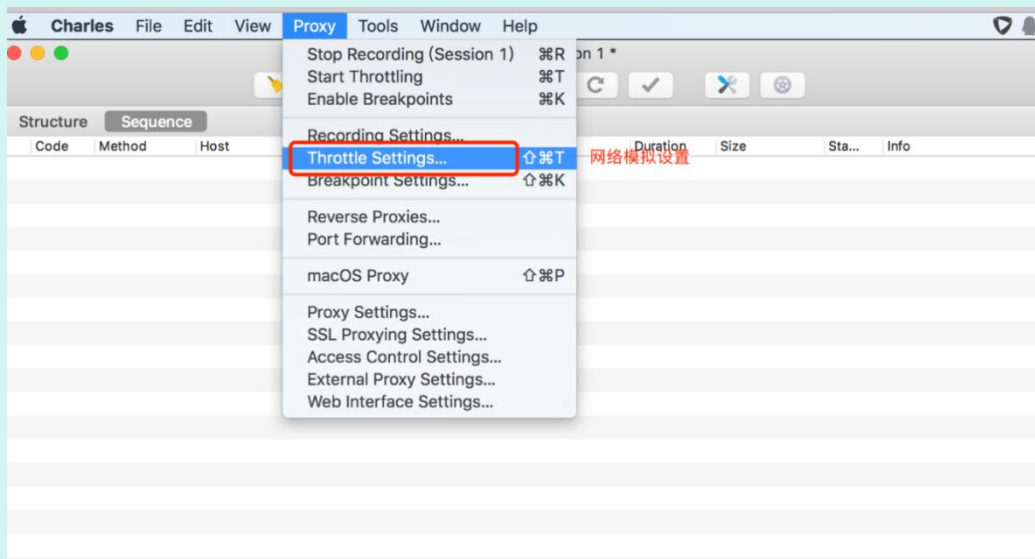 Charles File Edit View Proxy Tools Window Help
on 1 *
Stop Recording (Session 1) ⌘R
Start Throttling ⌘T
Enable Breakpoints ⌘K
Structure Sequence
Recording Settings...
Code Method Host Duration Size Sta... Info
Throttle Settings... ⇧⌘T 网络模拟设置
Breakpoint Settings... ⇧⌘K
Reverse Proxies...
Port Forwarding...
macOS Proxy ⇧⌘P
Proxy Settings...
SSL Proxying Settings...
Access Control Settings...
External Proxy Settings...
Web Interface Settings...